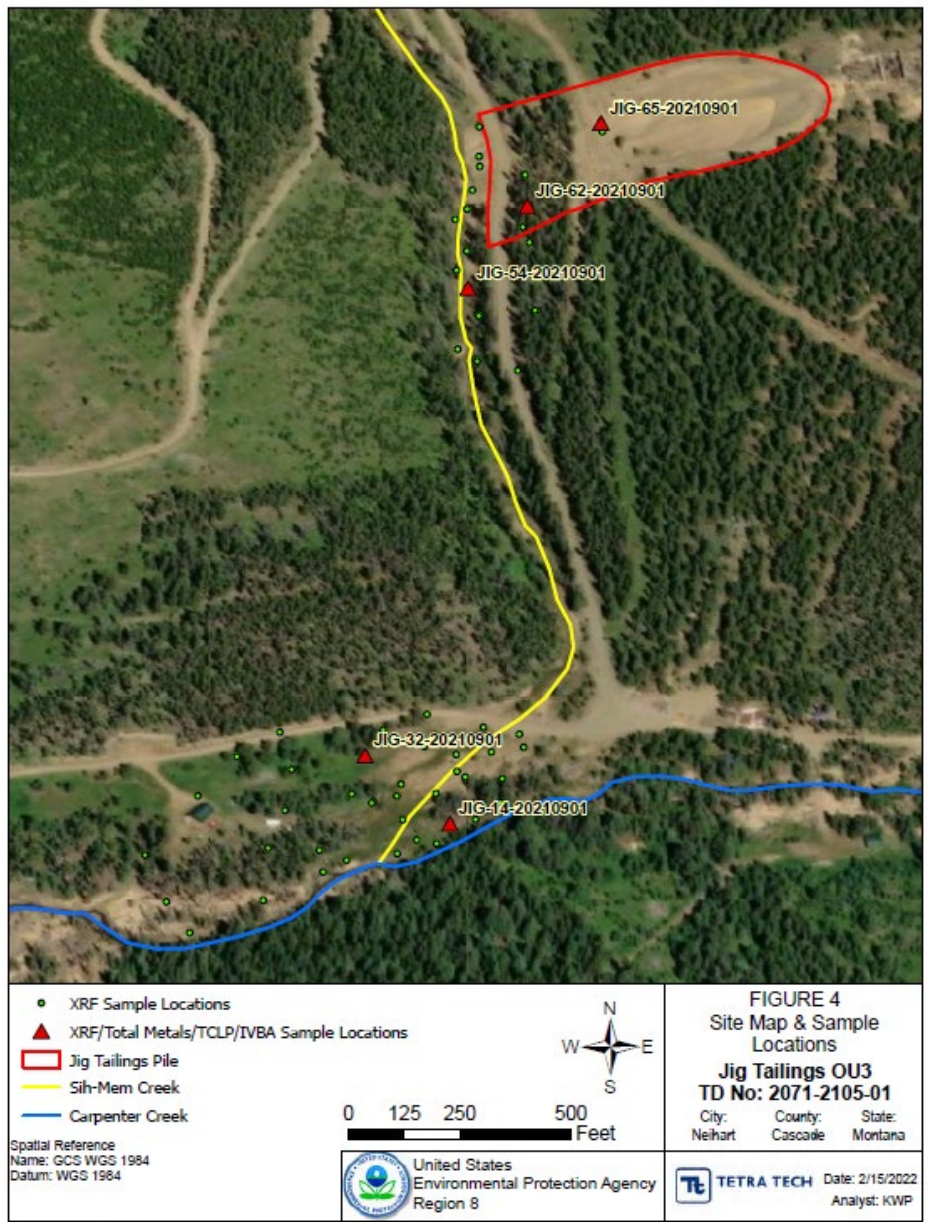 JIG-65-20210901
JIG-62-20210901
JIG-54-20210901
JIG-32-20210901
JIG-14-20210901
XRF Sample Locations
XRF/Total Metals/TCLP/IVBA Sample Locations
Jig Tailings Pile
Sih-Mem Creek
Carpenter Creek
Spatial Reference
Name: GCS WGS 1984
Datum: WGS 1984
N
W E
S
0 125 250 500
Feet
FIGURE 4
Site Map & Sample
Locations
Jig Tailings OU3
TD No: 2071-2105-01
City: County: State:
Neihart Cascade Montana
United States
Environmental Protection Agency
Region 8
Tt TETRA TECH
Date: 2/15/2022
Analyst: KWP